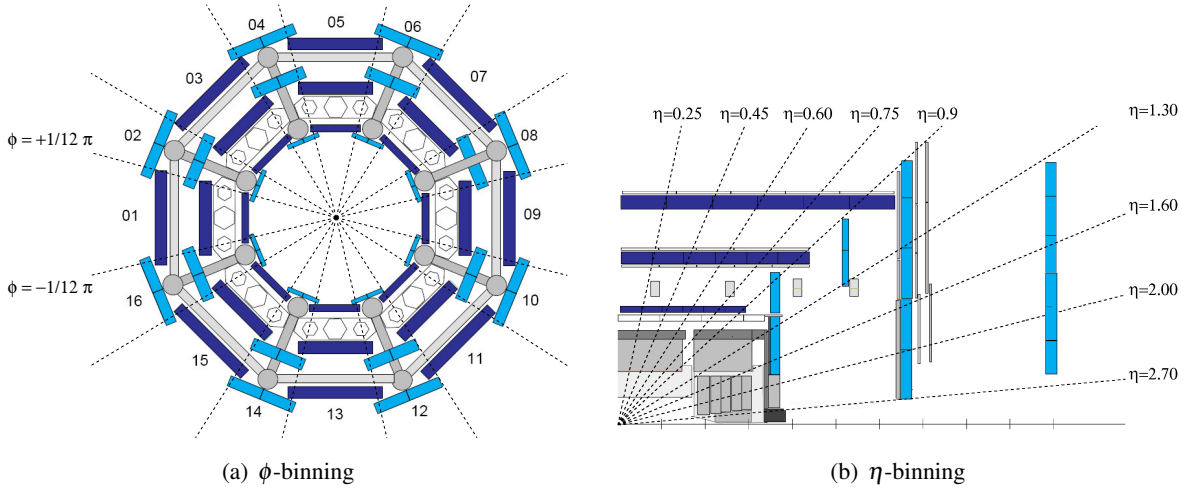 04
05
06
03
07
02
08
ϕ = +1/12 π
01
09
ϕ = −1/12 π
16
10
15
11
14
13
12
(a) ϕ-binning
η=0.25
η=0.45
η=0.60
η=0.75
η=0.9
η=1.30
η=1.60
η=2.00
η=2.70
(b) η-binning